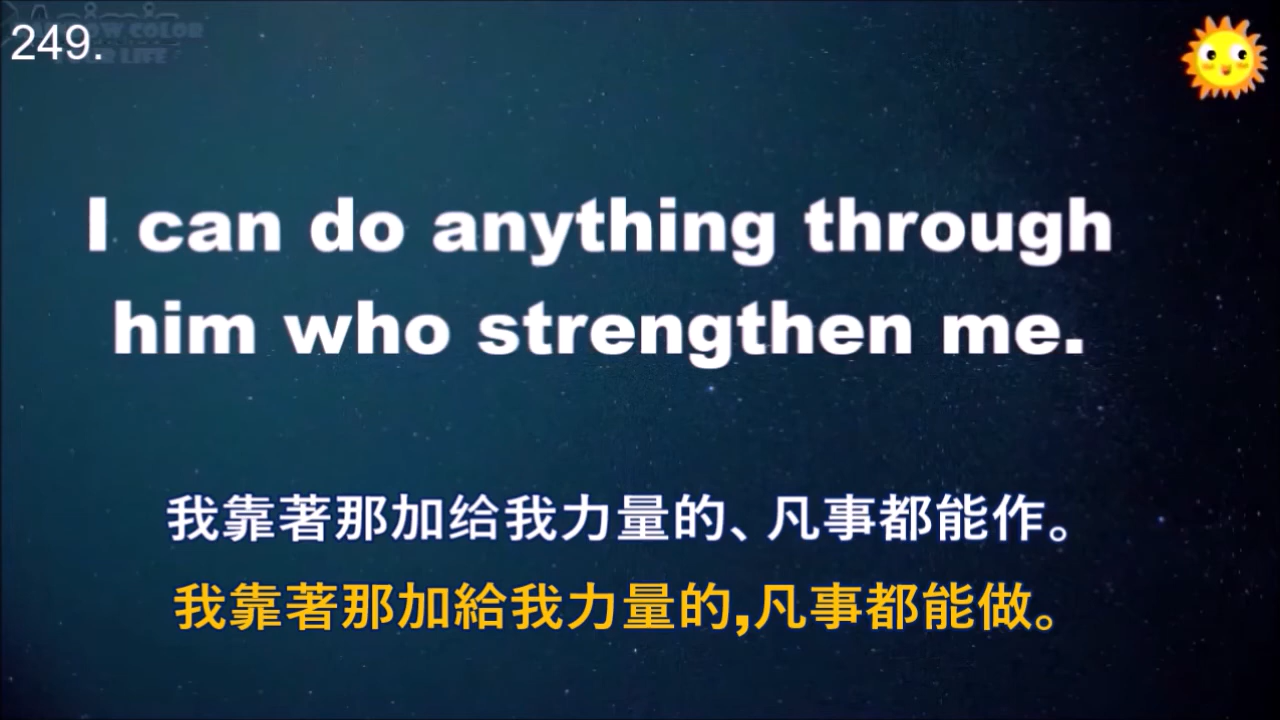 249.
I can do anything through
him who strengthen me.
我靠著那加给我力量的、凡事都能作。
我靠著那加給我力量的,凡事都能做。